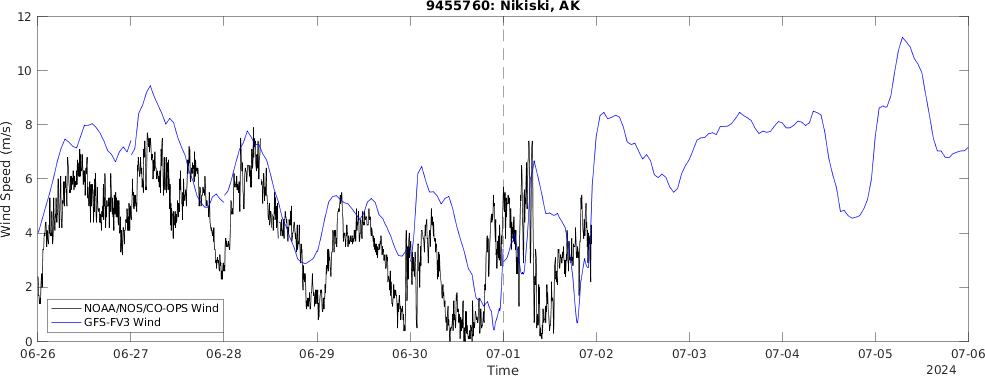 9455760: Nikiski, AK
Wind Speed (m/s)
12
10
8
6
4
2
0
NOAA/NOS/CO-OPS Wind
GFS-FV3 Wind
06-26 06-27 06-28 06-29 06-30 07-01 07-02 07-03 07-04 07-05 07-06
Time
2024